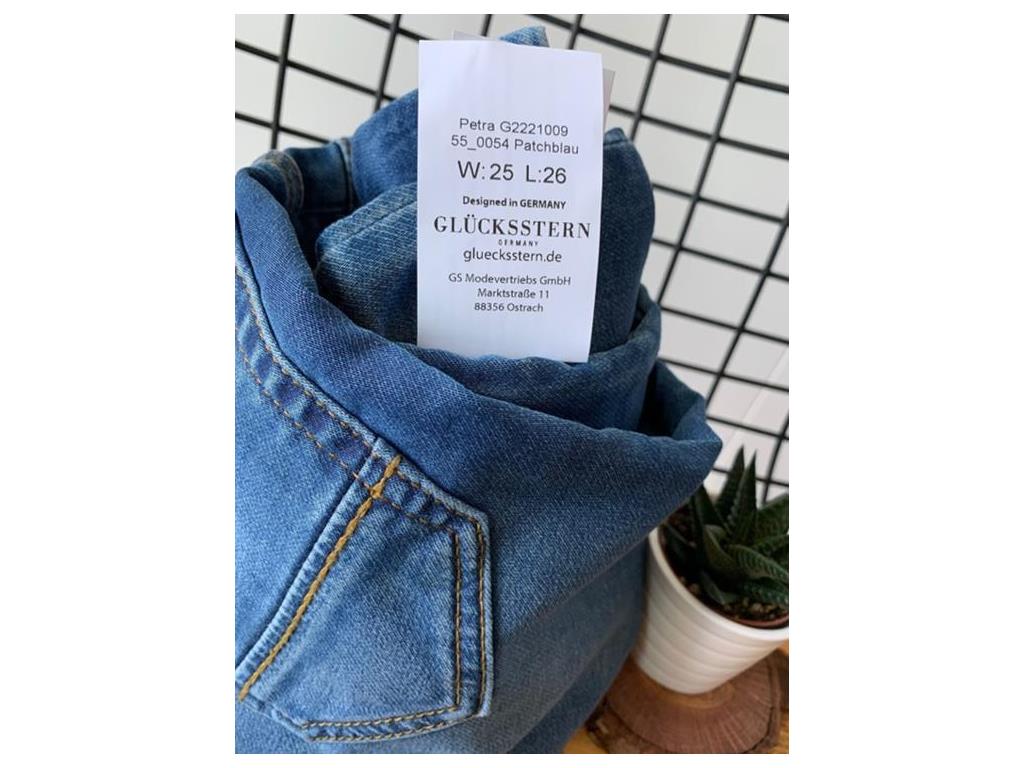 Petra G2221009
55_0054 Patchblau
W:25 L:26
Designed in GERMANY
GLÜCKSSTERN
GERMANY
gluecksstern.de
GS Modevertriebs GmbH
Marktstraße 11
88356 Ostrach